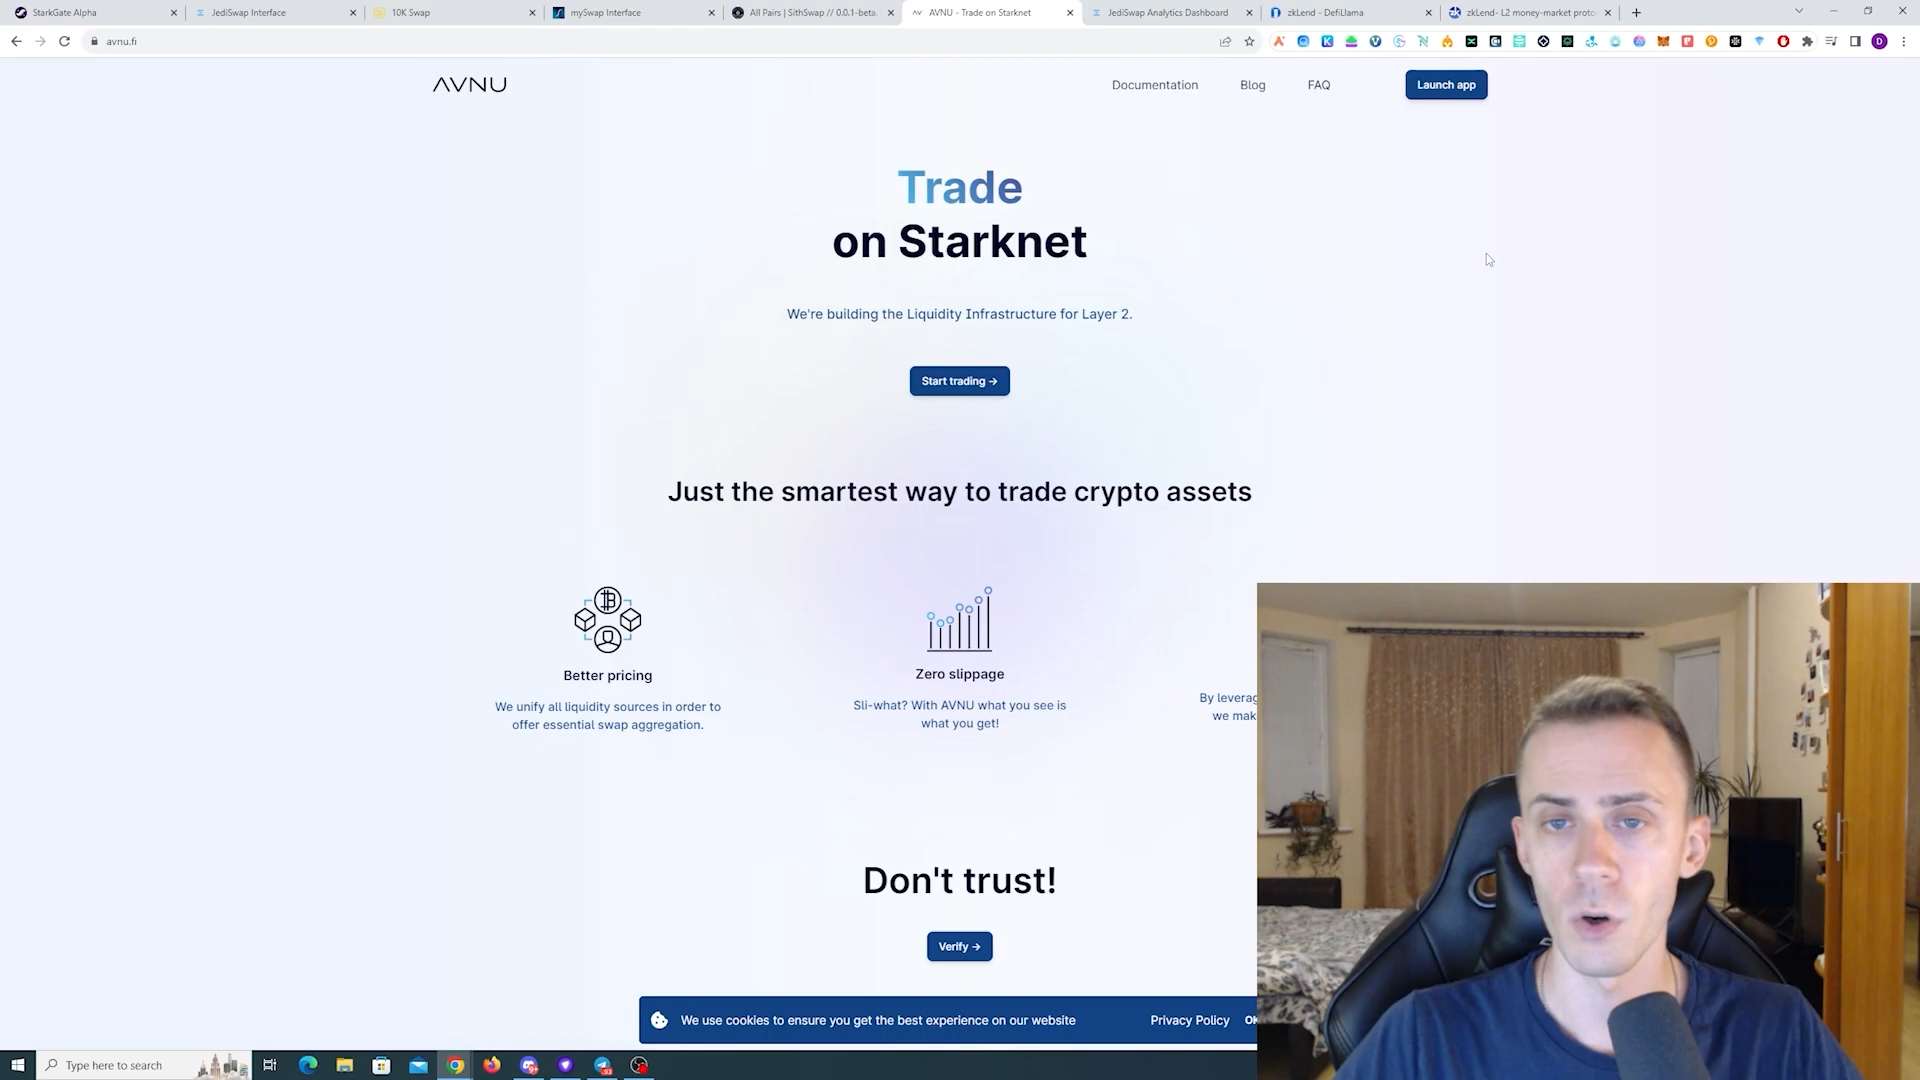 StarkGate Alpha
JediSwap Interface
10K Swap
mySwap Interface
All Pairs | SithSwap // 0.0.1-beta.
AVNU - Trade on Starknet
JediSwap Analytics Dashboard
zkLend - DefiLlama
zkLend- L2 money-market proto
avnu.fi
AVNU
Documentation
Blog
FAQ
Launch app
Trade
on Starknet
We're building the Liquidity Infrastructure for Layer 2.
Start trading →
Just the smartest way to trade crypto assets
Better pricing
We unify all liquidity sources in order to
offer essential swap aggregation.
Zero slippage
Sli-what? With AVNU what you see is
what you get!
By leverag
we mak
Don't trust!
Verify →
We use cookies to ensure you get the best experience on our website
Privacy Policy
OK
Type here to search